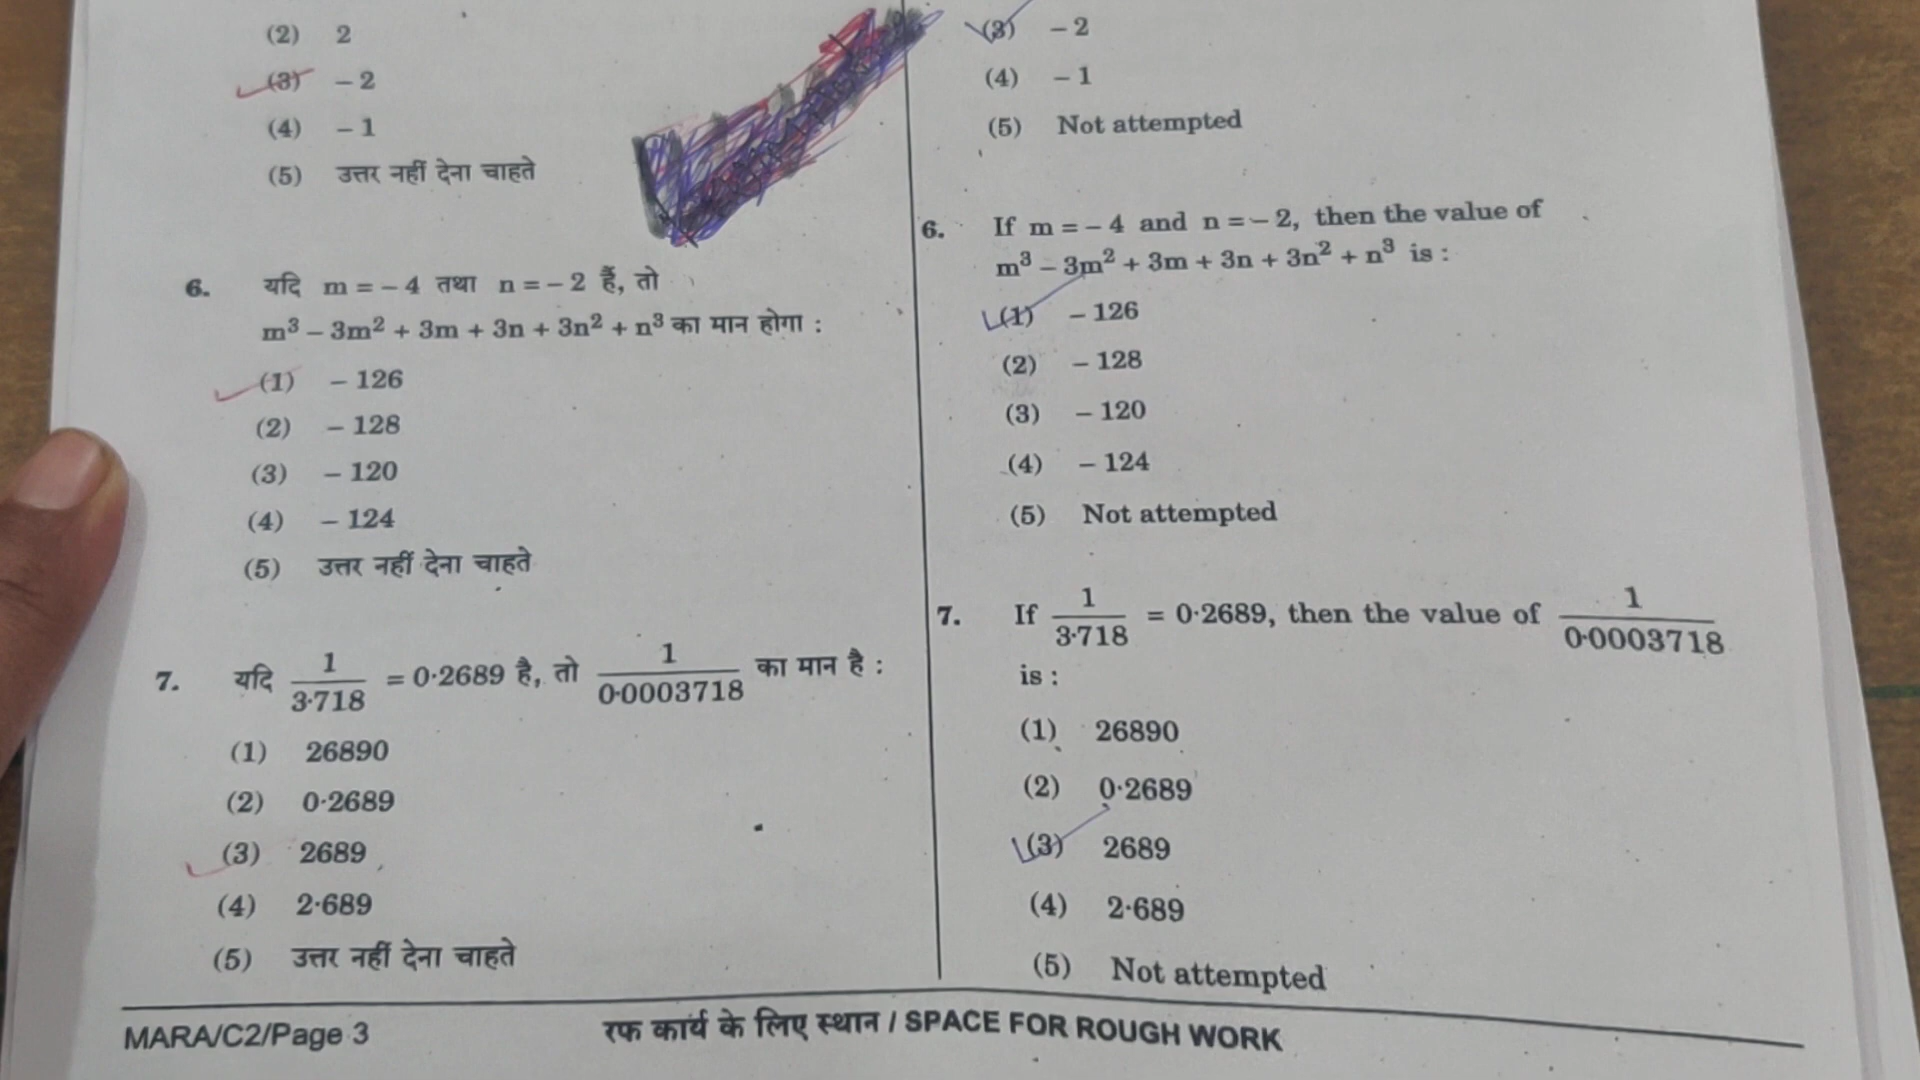 (2) 2
(3) – 2
(4) – 1
(5) उत्तर नहीं देना चाहते
6. यदि m = – 4 तथा n = – 2 हैं, तो
m³ – 3m² + 3m + 3n + 3n² + n³ का मान होगा :
(1) – 126
(2) – 128
(3) – 120
(4) – 124
(5) उत्तर नहीं देना चाहते
7. यदि 1/3·718 = 0·2689 है, तो 1/0·0003718 का मान है :
(1) 26890
(2) 0·2689
(3) 2689
(4) 2·689
(5) उत्तर नहीं देना चाहते
(3) – 2
(4) – 1
(5) Not attempted
6. If m = – 4 and n = – 2, then the value of
m³ – 3m² + 3m + 3n + 3n² + n³ is :
(1) – 126
(2) – 128
(3) – 120
(4) – 124
(5) Not attempted
7. If 1/3·718 = 0·2689, then the value of 1/0·0003718
is :
(1) 26890
(2) 0·2689
(3) 2689
(4) 2·689
(5) Not attempted
MARA/C2/Page 3 रफ कार्य के लिए स्थान / SPACE FOR ROUGH WORK